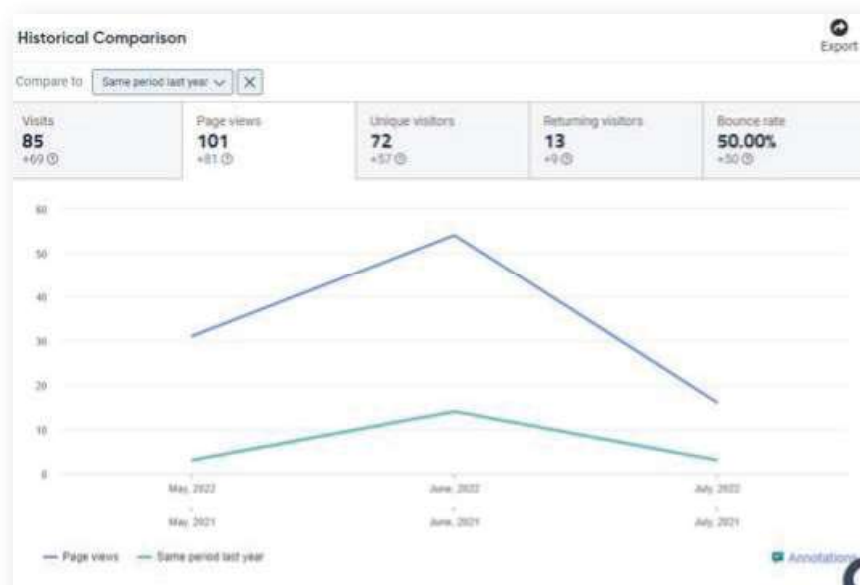 Historical Comparison
Export
Compare to Same period last year
Visits
85
+69
Page views
101
+81
Unique visitors
72
+57
Returning visitors
13
+9
Bounce rate
50.00%
+50
60
50
40
30
20
10
0
May, 2022
June, 2022
July, 2022
May, 2021
June, 2021
July, 2021
Page views
Same period last year
Annotations